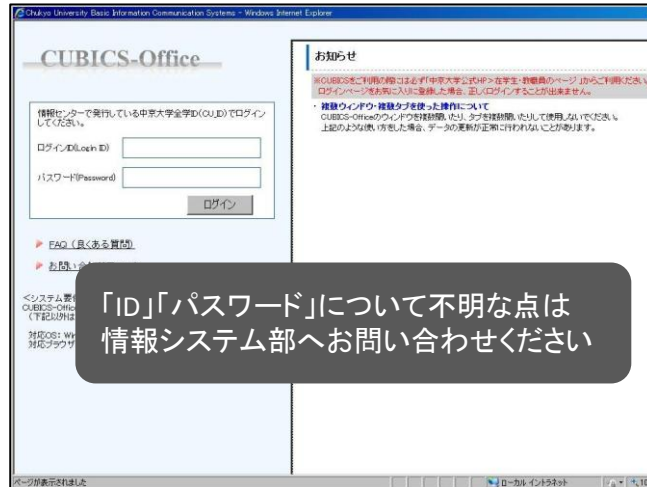 Chukyo University Basic Information Communication Systems - Windows Internet Explorer
CUBICS-Office
情報センターで発行している中京大学全学ID(CU_ID)でログイン
してください。
ログインID(Login ID)
パスワード(Password)
ログイン
FAQ（良くある質問）
お問い合
<システム要
CUBICS-Offic
（下記以外は
対応OS: Wi
対応ブラウザ
お知らせ
※CUBICSをご利用の際には必ず「中京大学公式HP>在学生・教職員のページ」からご利用ください。
ログインページをお気に入りに登録した場合、正しくログインすることが出来ません。
・ 複数ウィンドウ・複数タブを使った操作について
CUBICS-Officeのウィンドウを複数開いたり、タブを複数開いたりして使用しないでください。
上記のような使い方をした場合、データの更新が正常に行われないことがあります。
「ID」「パスワード」について不明な点は
情報システム部へお問い合わせください
ページが表示されました
ローカル イントラネット